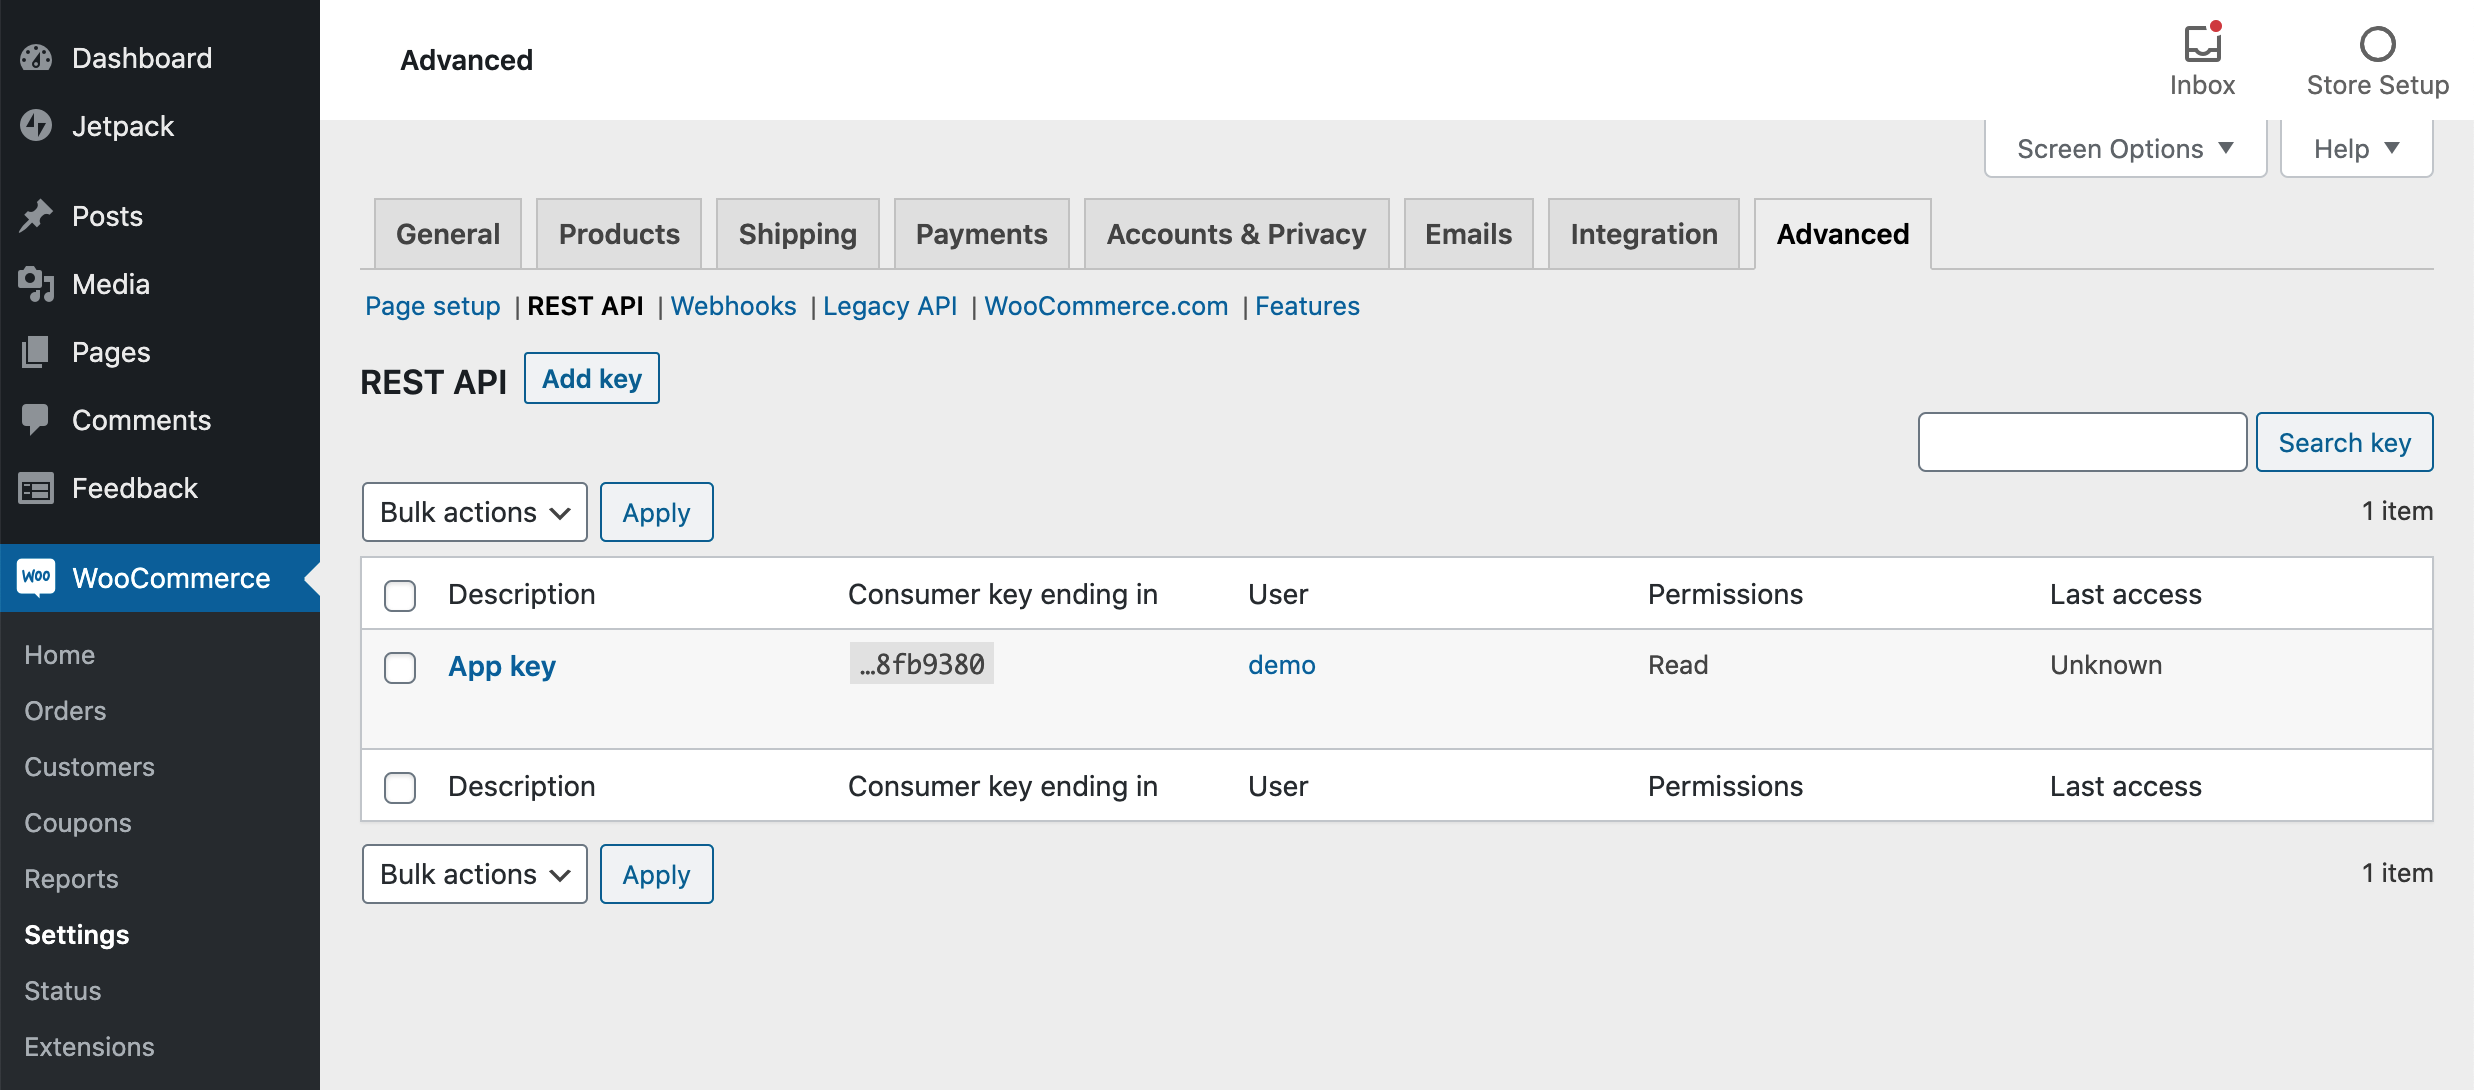 Dashboard
Jetpack
Posts
Media
Pages
Comments
Feedback
Woo WooCommerce
Home
Orders
Customers
Coupons
Reports
Settings
Status
Extensions
Advanced
Inbox
Store Setup
Screen Options ▼
Help ▼
General Products Shipping Payments Accounts & Privacy Emails Integration Advanced
Page setup | REST API | Webhooks | Legacy API | WooCommerce.com | Features
REST API Add key
Search key
Bulk actions Apply 1 item
Description Consumer key ending in User Permissions Last access
App key …8fb9380 demo Read Unknown
Description Consumer key ending in User Permissions Last access
Bulk actions Apply 1 item